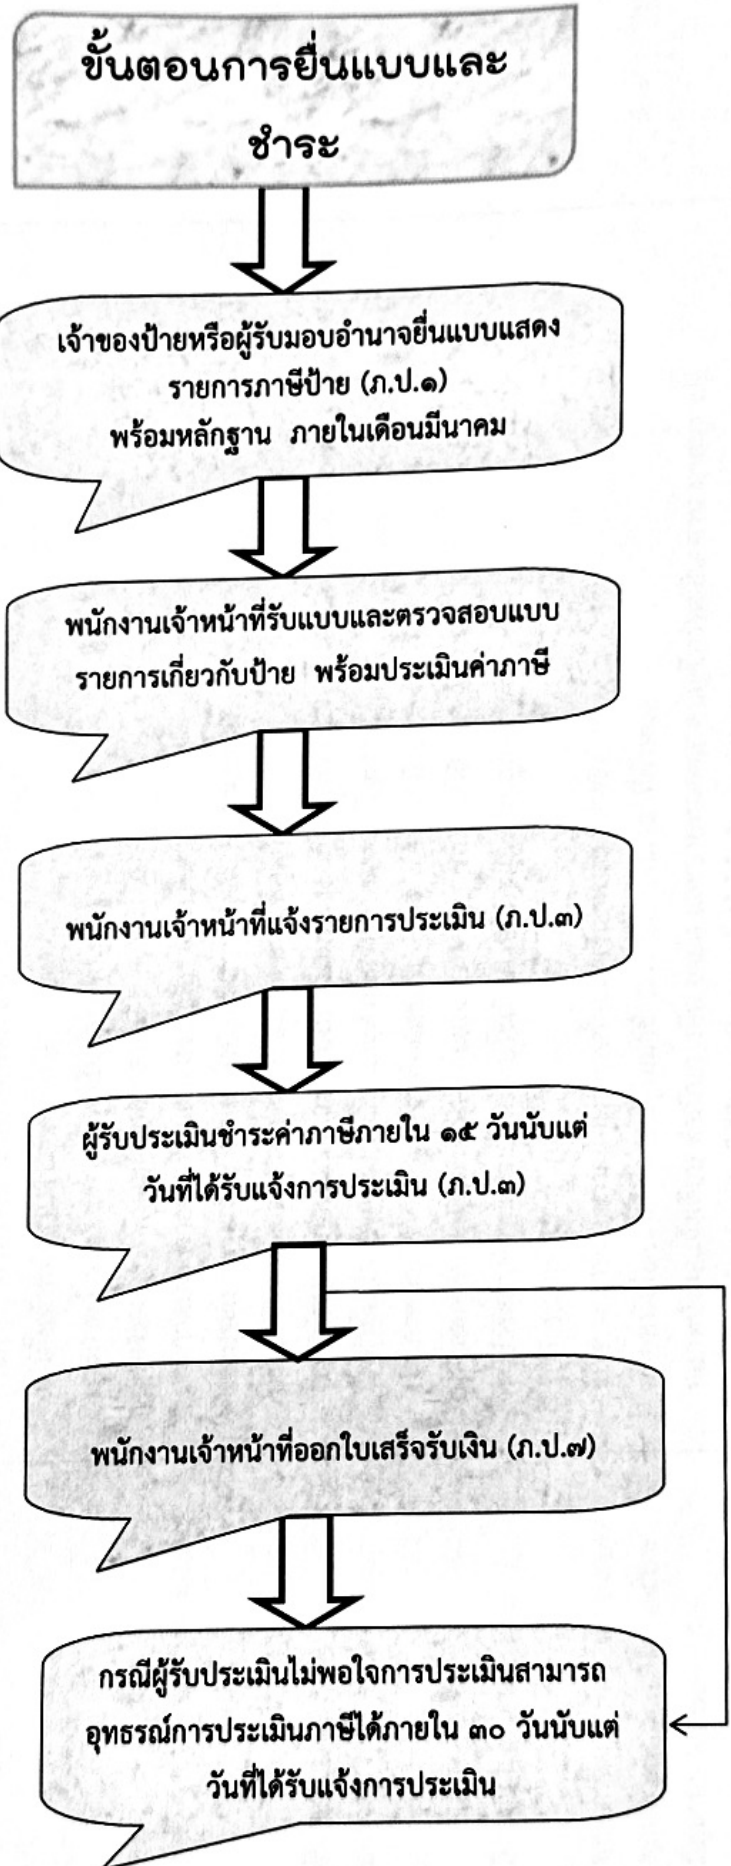 ขั้นตอนการยื่นแบบและ
ชำระ
เจ้าของป้ายหรือผู้รับมอบอำนาจยื่นแบบแสดง
รายการภาษีป้าย (ภ.ป.๑)
พร้อมหลักฐาน ภายในเดือนมีนาคม
พนักงานเจ้าหน้าที่รับแบบและตรวจสอบแบบ
รายการเกี่ยวกับป้าย พร้อมประเมินค่าภาษี
พนักงานเจ้าหน้าที่แจ้งรายการประเมิน (ภ.ป.๓)
ผู้รับประเมินชำระค่าภาษีภายใน ๑๕ วันนับแต่
วันที่ได้รับแจ้งการประเมิน (ภ.ป.๓)
พนักงานเจ้าหน้าที่ออกใบเสร็จรับเงิน (ภ.ป.๗)
กรณีผู้รับประเมินไม่พอใจการประเมินสามารถ
อุทธรณ์การประเมินภาษีได้ภายใน ๓๐ วันนับแต่
วันที่ได้รับแจ้งการประเมิน